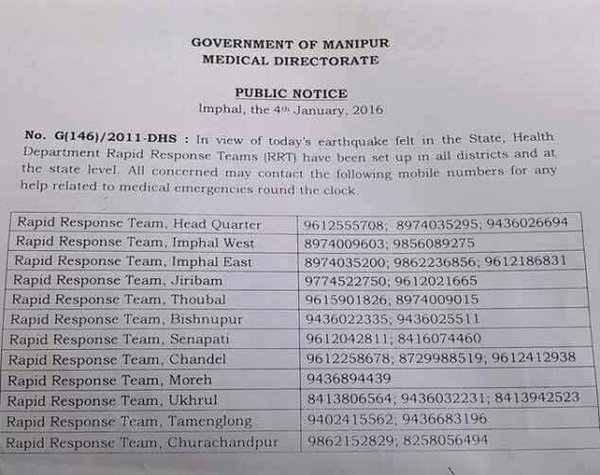 GOVERNMENT OF MANIPUR
MEDICAL DIRECTORATE
PUBLIC NOTICE
Imphal, the 4th January, 2016
No. G(146)/2011-DHS : In view of today's earthquake felt in the State, Health
Department Rapid Response Teams (RRT) have been set up in all districts and at
the state level. All concerned may contact the following mobile numbers for any
help related to medical emergencies round the clock.
Rapid Response Team, Head Quarter 9612555708; 8974035295; 9436026694
Rapid Response Team, Imphal West 8974009603; 9856089275
Rapid Response Team, Imphal East 8974035200; 9862236856; 9612186831
Rapid Response Team, Jiribam 9774522750; 9612021665
Rapid Response Team, Thoubal 9615901826; 8974009015
Rapid Response Team, Bishnupur 9436022335; 9436025511
Rapid Response Team, Senapati 9612042811; 8416074460
Rapid Response Team, Chandel 9612258678; 8729988519; 9612412938
Rapid Response Team, Moreh 9436894439
Rapid Response Team, Ukhrul 8413806564; 9436032231; 8413942523
Rapid Response Team, Tamenglong 9402415562; 9436683196
Rapid Response Team, Churachandpur 9862152829; 8258056494